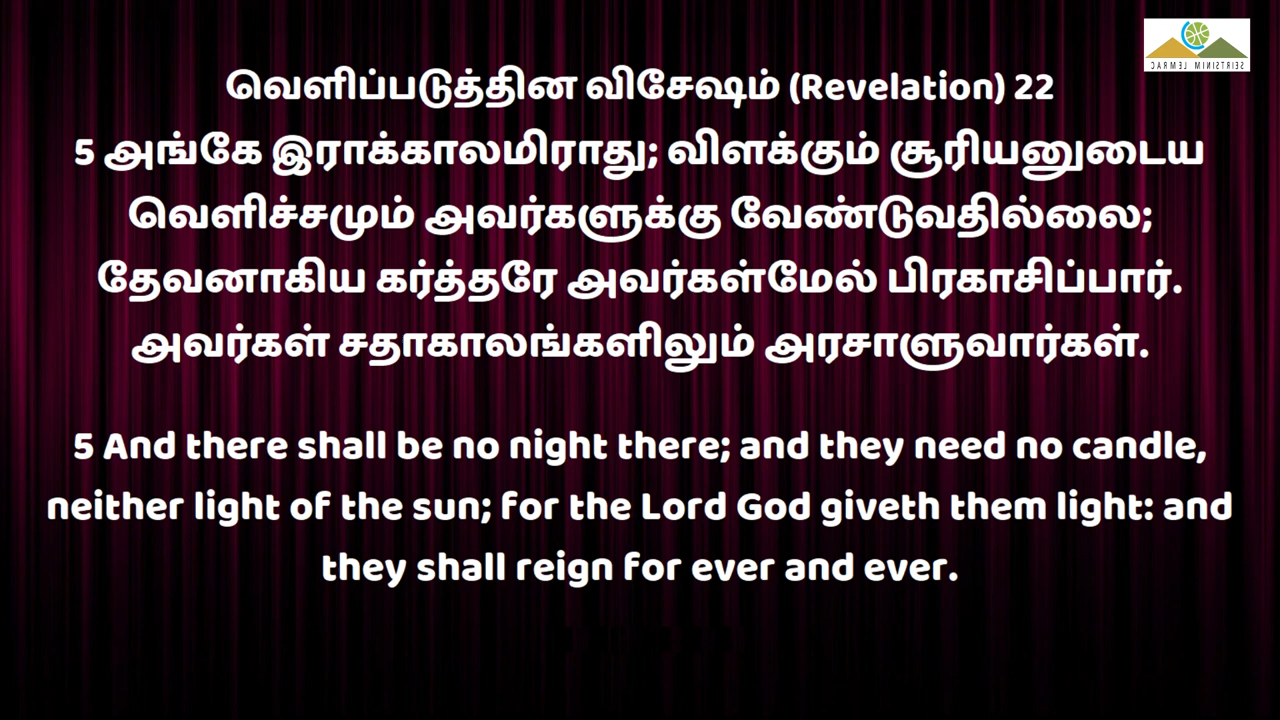 CARMEL MINISTRIES
வெளிப்படுத்தின விசேஷம் (Revelation) 22
5 அங்கே இராக்காலமிராது; விளக்கும் சூரியனுடைய
வெளிச்சமும் அவர்களுக்கு வேண்டுவதில்லை;
தேவனாகிய கர்த்தரே அவர்கள்மேல் பிரகாசிப்பார்.
அவர்கள் சதாகாலங்களிலும் அரசாளுவார்கள்.
5 And there shall be no night there; and they need no candle,
neither light of the sun; for the Lord God giveth them light: and
they shall reign for ever and ever.